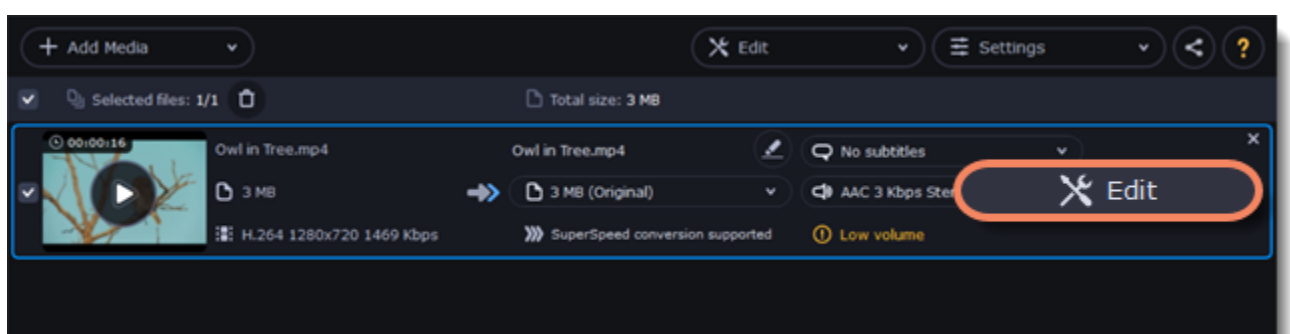 + Add Media
Edit
Settings
?
Selected files: 1/1
Total size: 3 MB
00:00:16
Owl in Tree.mp4
Owl in Tree.mp4
No subtitles
3 MB
3 MB (Original)
AAC 3 Kbps Ster
Edit
H.264 1280x720 1469 Kbps
SuperSpeed conversion supported
Low volume